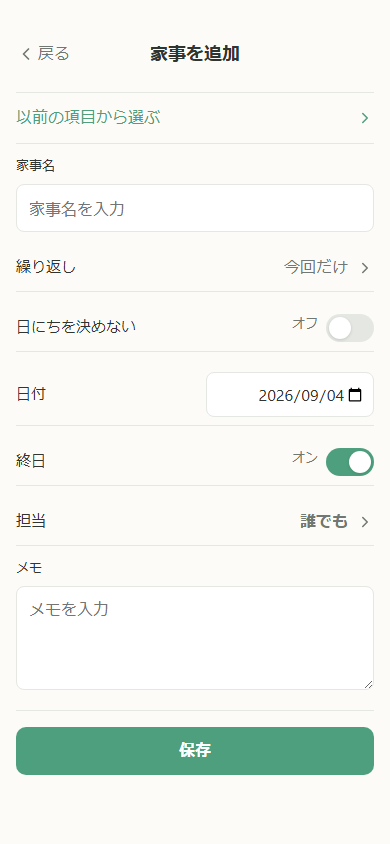 戻る 家事を追加
以前の項目から選ぶ
家事名
家事名を入力
繰り返し 今回だけ
日にちを決めない オフ
日付 2026/09/04
終日 オン
担当 誰でも
メモ
メモを入力
保存